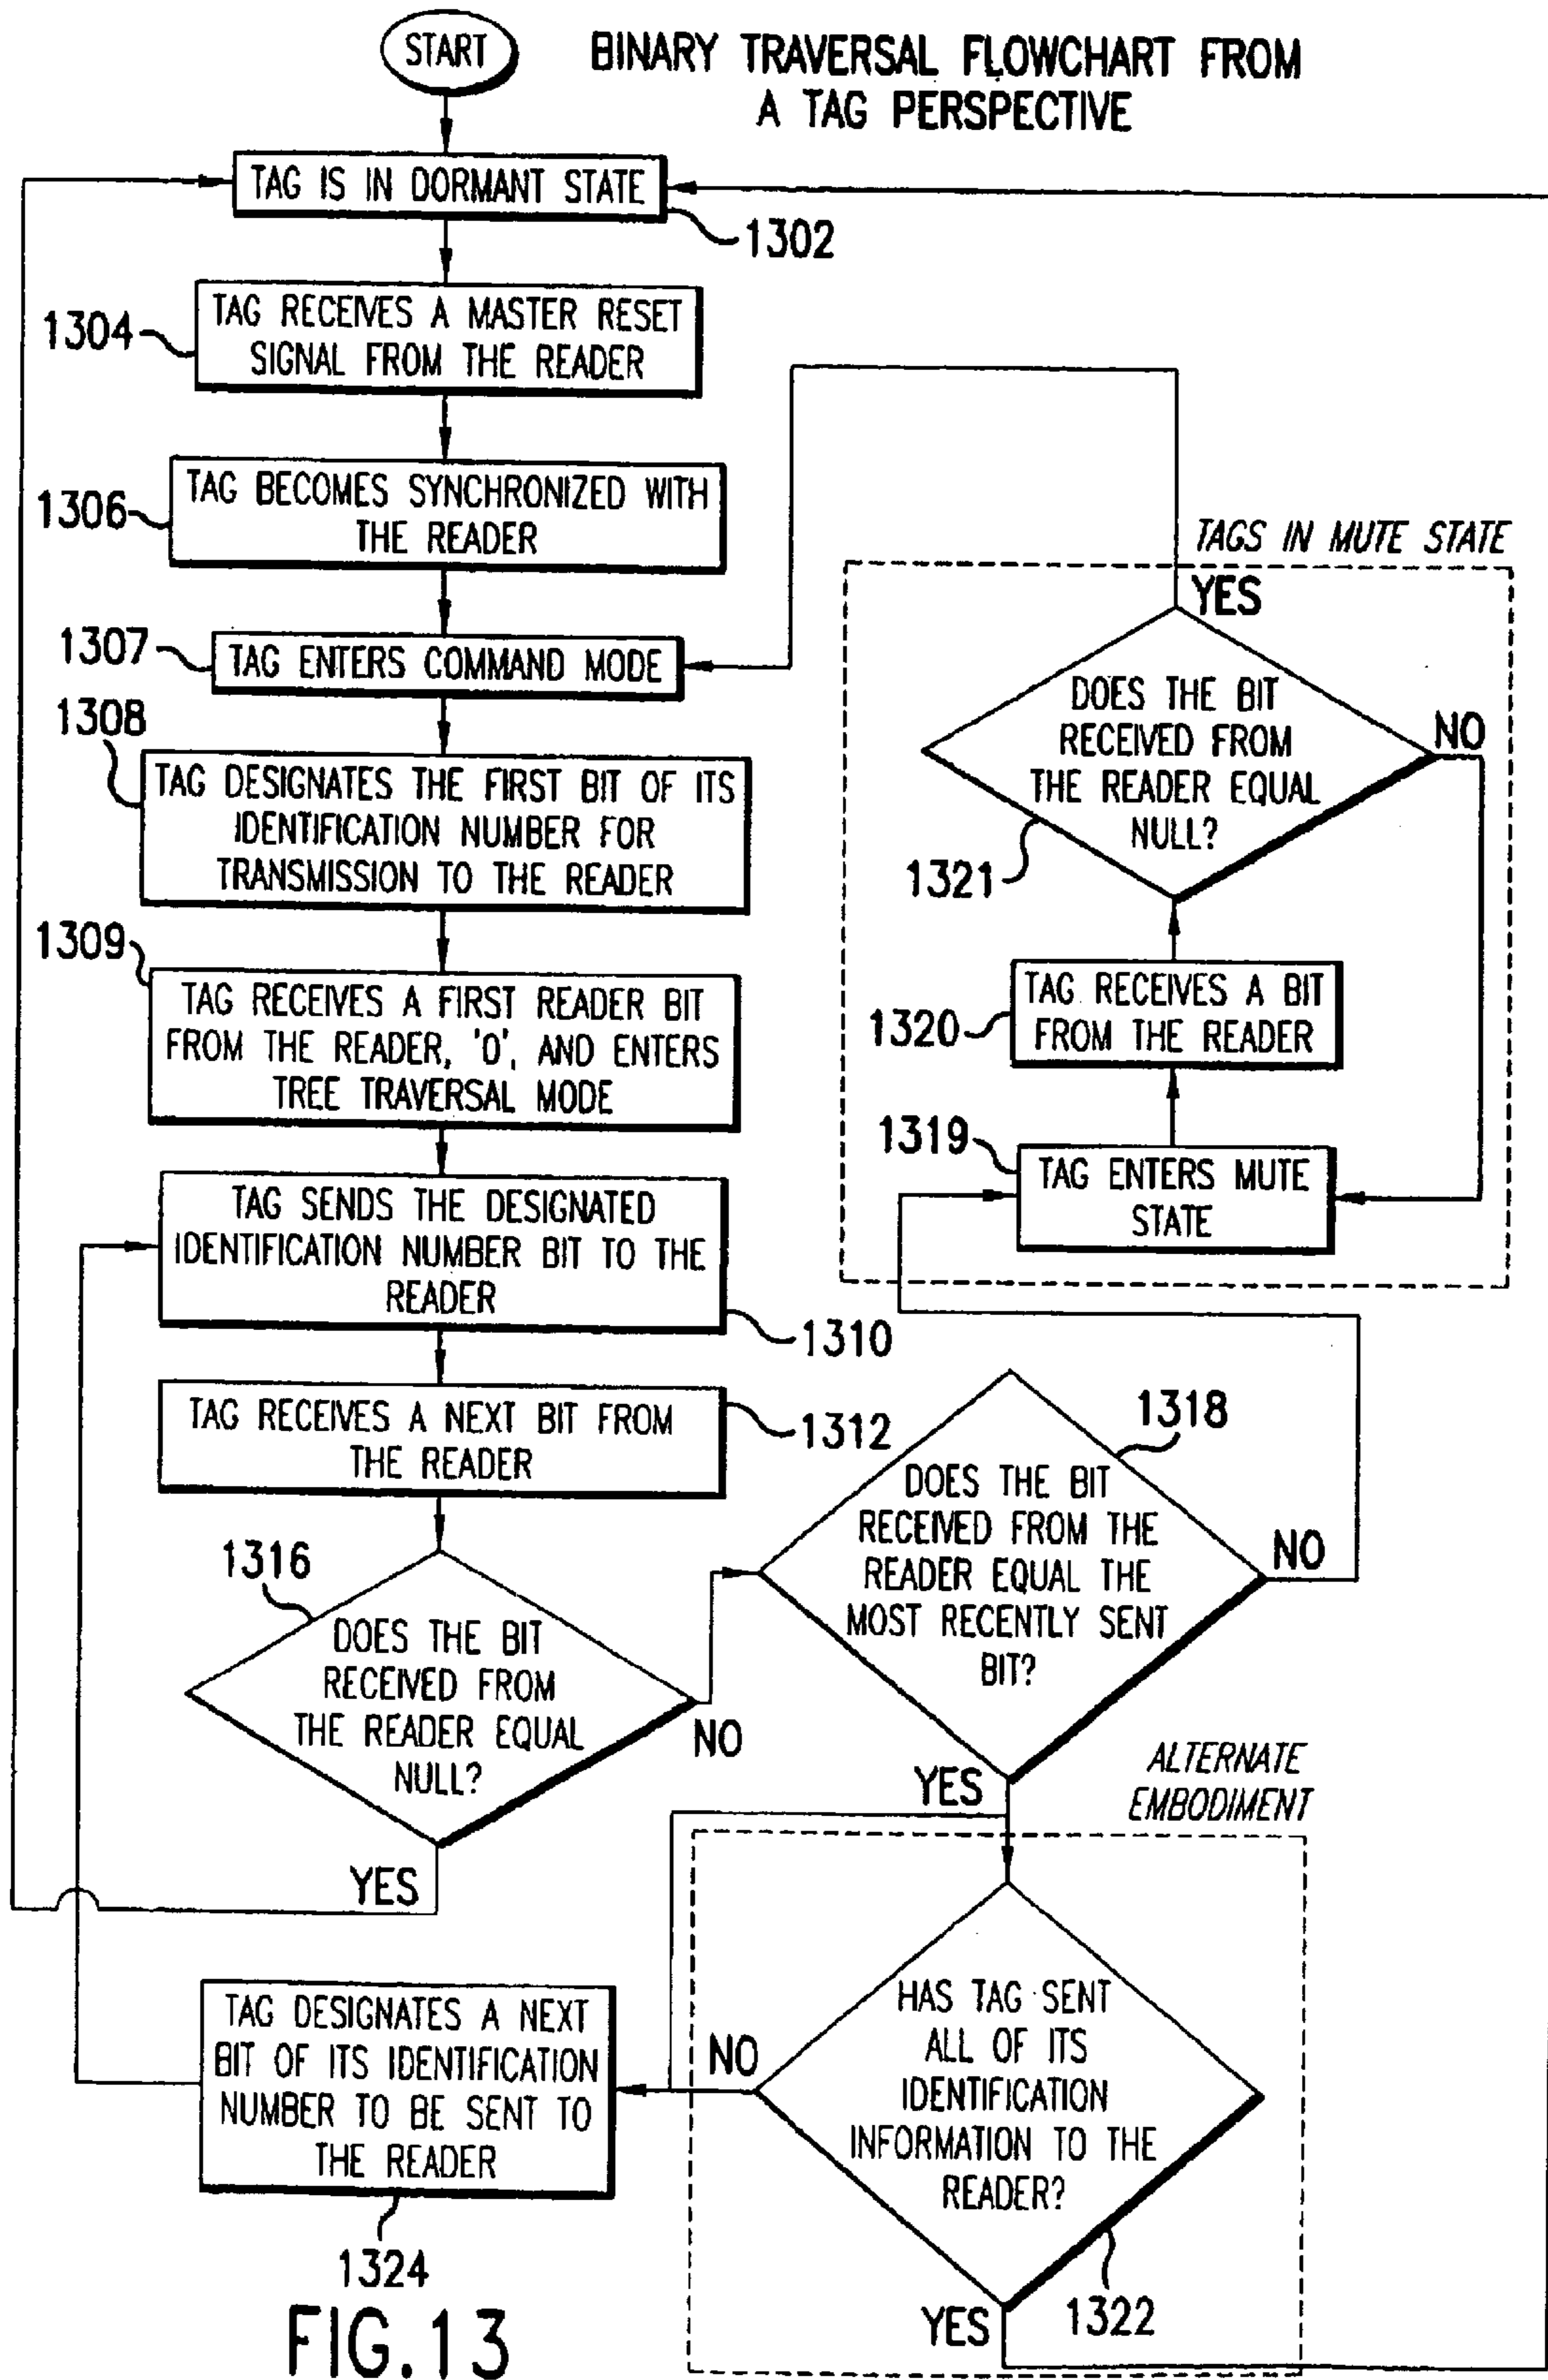 START
BINARY TRAVERSAL FLOWCHART FROM
A TAG PERSPECTIVE
TAG IS IN DORMANT STATE
1302
TAG RECEIVES A MASTER RESET
SIGNAL FROM THE READER
1304
TAG BECOMES SYNCHRONIZED WITH
THE READER
1306
TAG ENTERS COMMAND MODE
1307
1308
TAG DESIGNATES THE FIRST BIT OF ITS
IDENTIFICATION NUMBER FOR
TRANSMISSION TO THE READER
1309
TAG RECEIVES A FIRST READER BIT
FROM THE READER, '0', AND ENTERS
TREE TRAVERSAL MODE
TAG SENDS THE DESIGNATED
IDENTIFICATION NUMBER BIT TO THE
READER
1310
TAG RECEIVES A NEXT BIT FROM
THE READER
1312
1316
DOES THE BIT
RECEIVED FROM
THE READER EQUAL
NULL?
NO
YES
TAGS IN MUTE STATE
YES
DOES THE BIT
RECEIVED FROM
THE READER EQUAL
NULL?
NO
1321
TAG RECEIVES A BIT
FROM THE READER
1320
1319
TAG ENTERS MUTE
STATE
1318
DOES THE BIT
RECEIVED FROM THE
READER EQUAL THE
MOST RECENTLY SENT
BIT?
NO
YES
ALTERNATE
EMBODIMENT
HAS TAG SENT
ALL OF ITS
IDENTIFICATION
INFORMATION TO THE
READER?
NO
YES
1322
TAG DESIGNATES A NEXT
BIT OF ITS IDENTIFICATION
NUMBER TO BE SENT TO
THE READER
1324
FIG.13